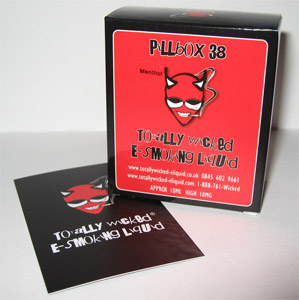 PillbOX 38
Menthol
TOtAlly wicked
E-SmOkiNg LiquiD
www.totallywicked-eliquid.co.uk 0845 602 9661
www.totallywicked-eliquid.com 1-888-761-Wicked
APPROX 10ML HIGH 18MG
TOtAlly wicked®
E-SmOkiNg LiquiD